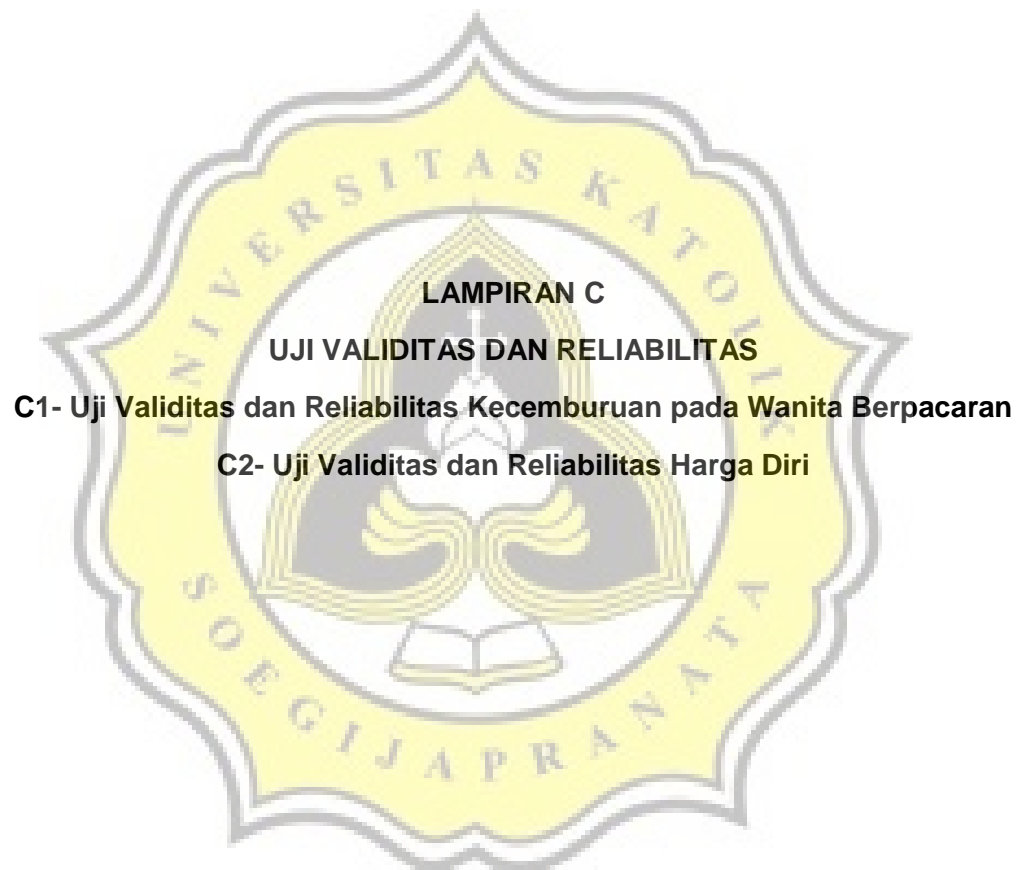 UNIVERSITAS KATOLIK
LAMPIRAN C
UJI VALIDITAS DAN RELIABILITAS
C1- Uji Validitas dan Reliabilitas Kecemburuan pada Wanita Berpacaran
C2- Uji Validitas dan Reliabilitas Harga Diri
SOEGIJAPRANATA